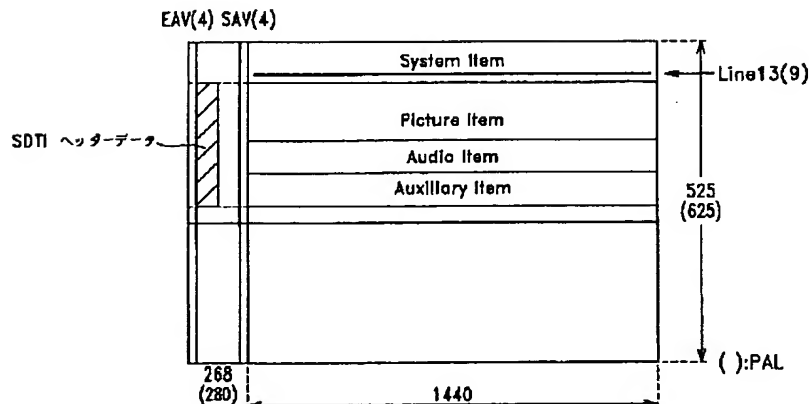 EAV(4) SAV(4)
System Item
Line13(9)
Picture Item
SDTI ヘッダーデータ
Audio Item
Auxiliary Item
525
(625)
( ):PAL
268
(280)
1440